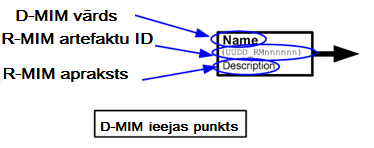 D-MIM vārds
R-MIM artefaktu ID
R-MIM apraksts
Name
(UUDD_RMnnnnnn)
Description
D-MIM ieejas punkts